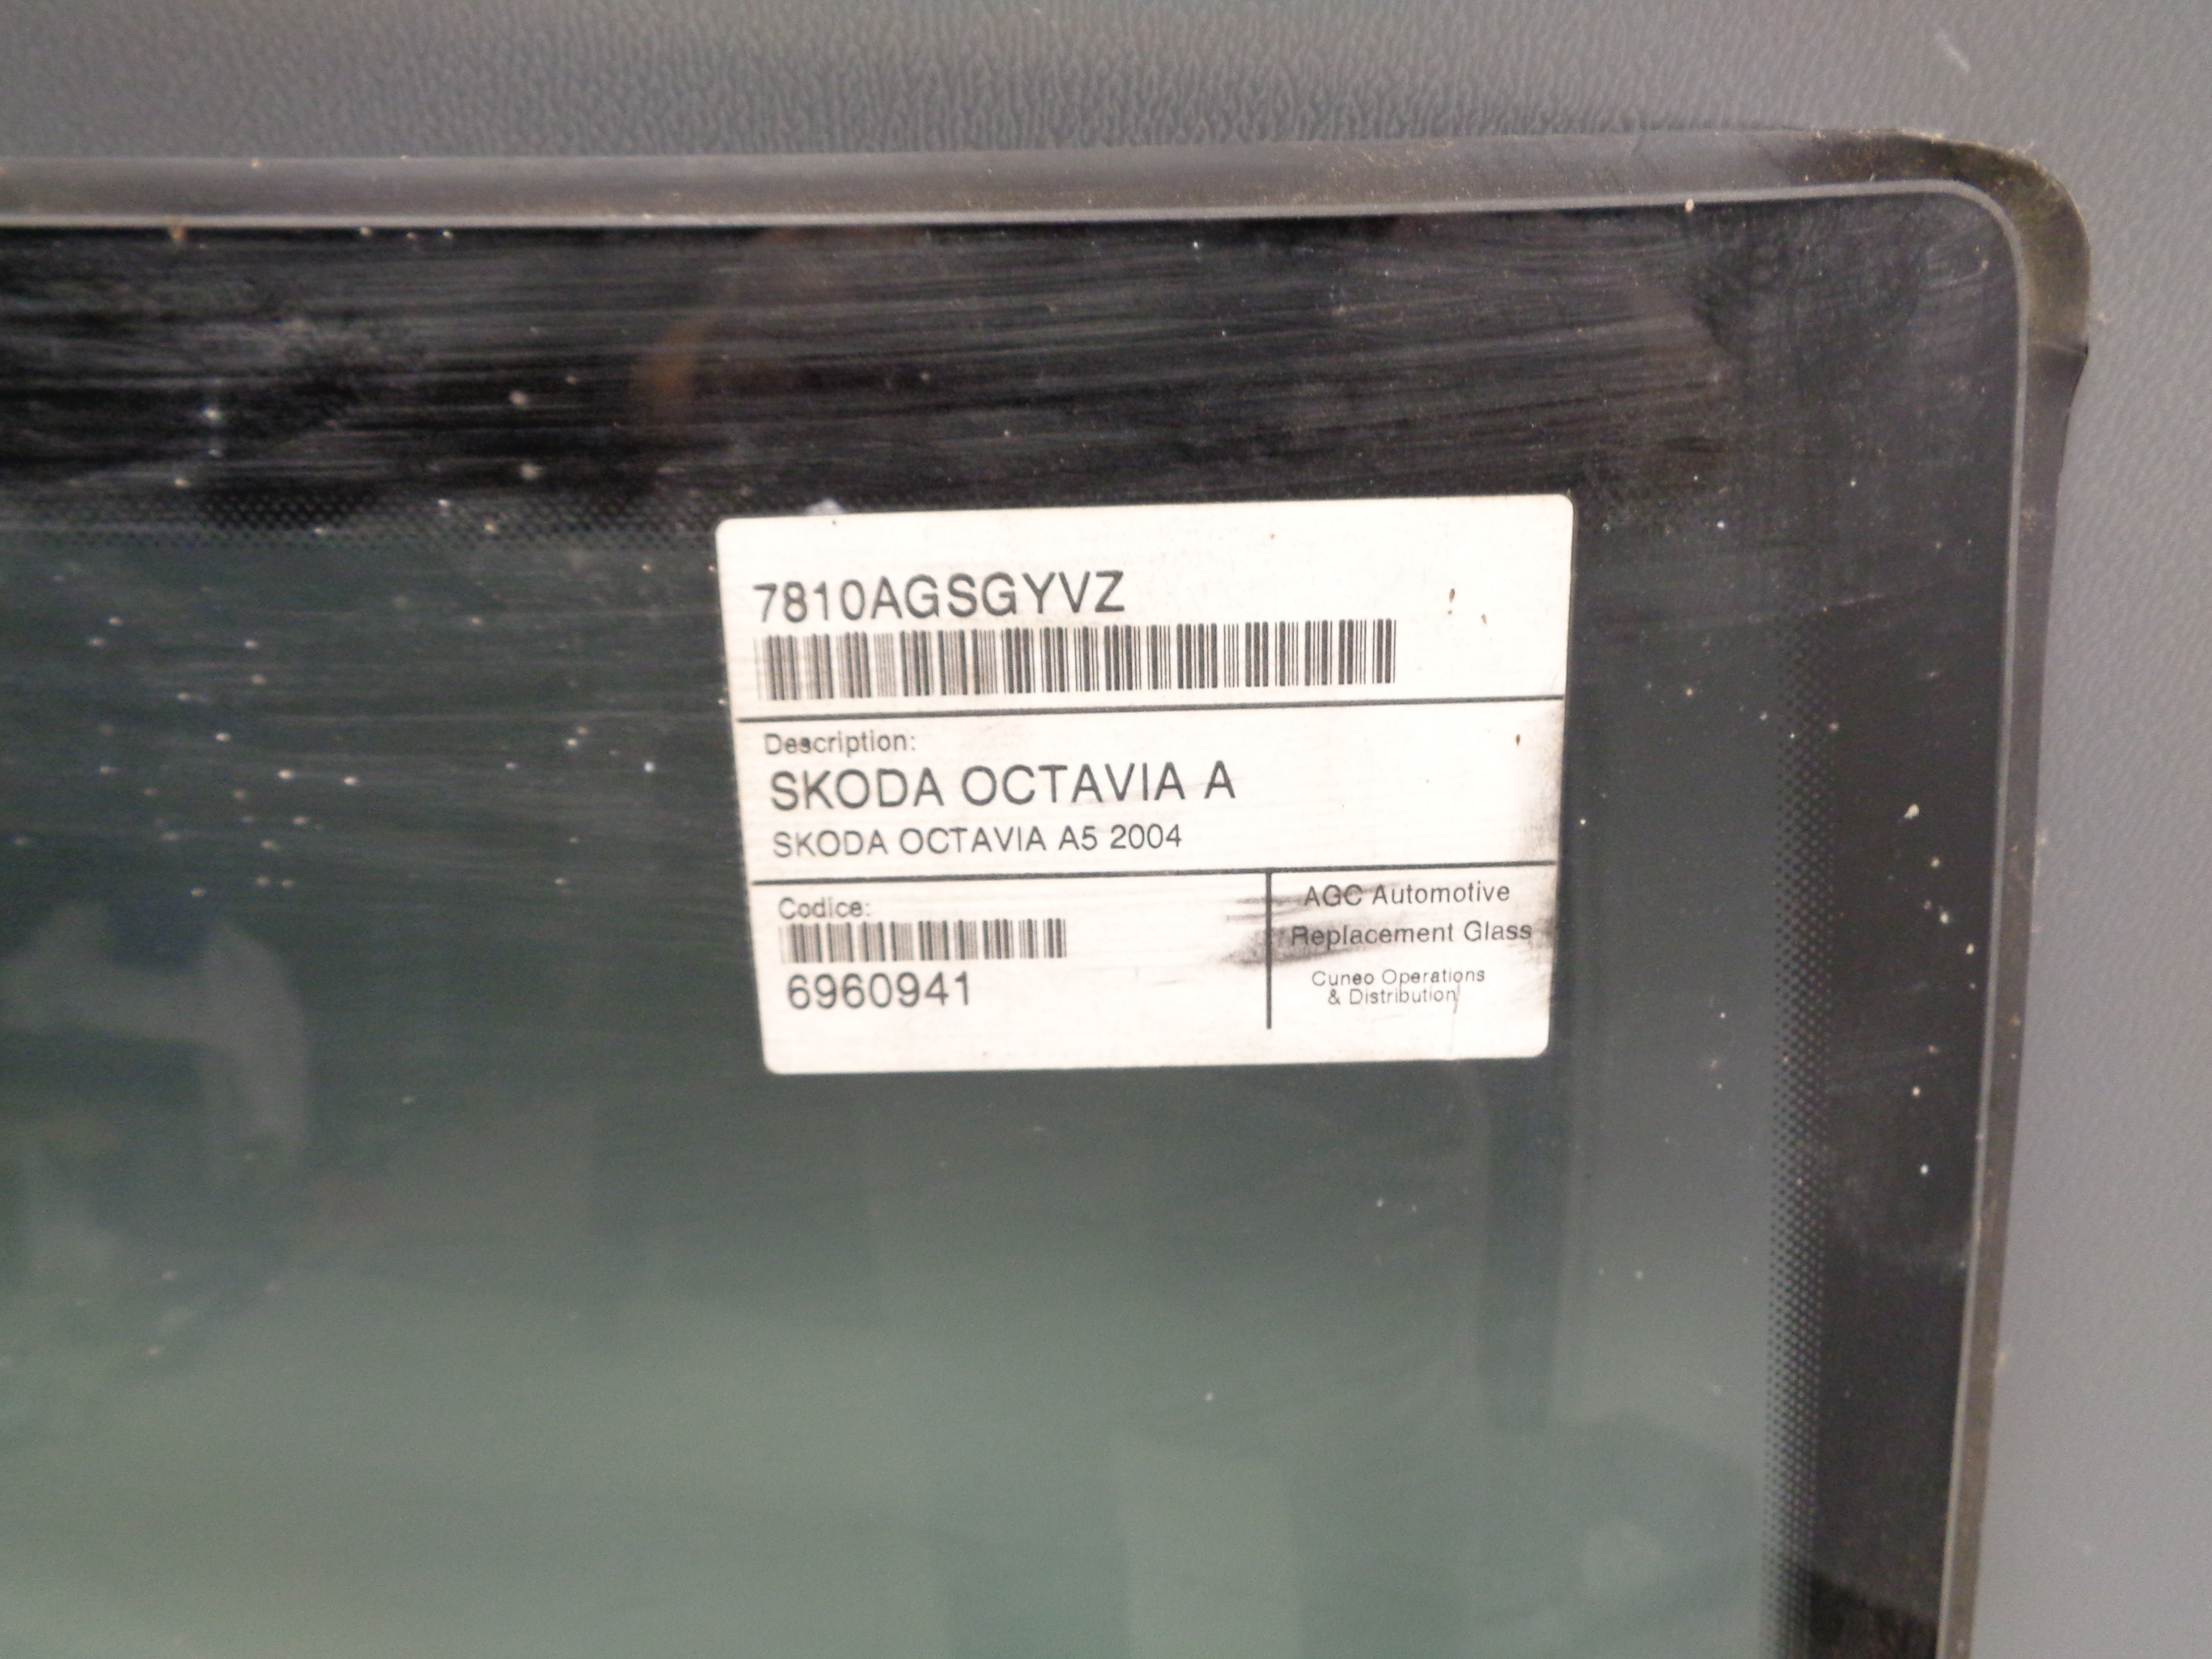 7810AGSGYVZ
Description:
SKODA OCTAVIA A
SKODA OCTAVIA A5 2004
Codice:
6960941
AGC Automotive
Replacement Glass
Cuneo Operations
& Distribution